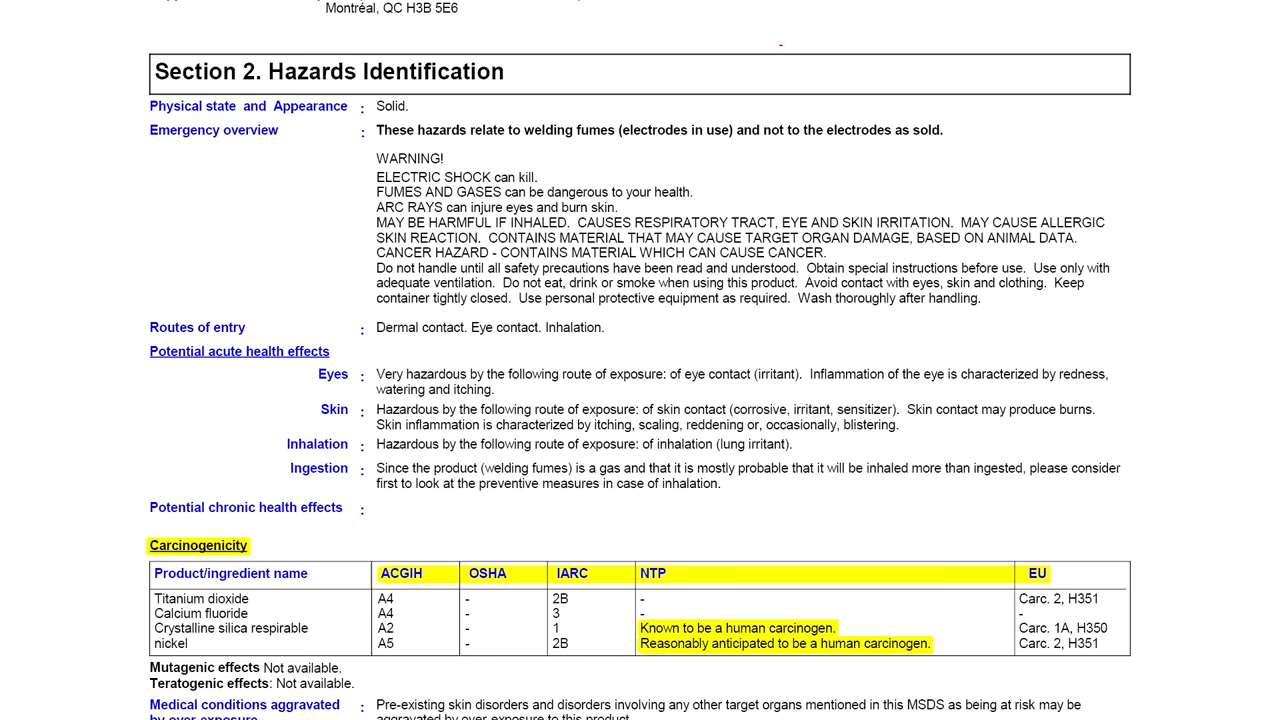 Montréal, QC H3B 5E6
Section 2. Hazards Identification
Physical state and Appearance : Solid.
Emergency overview : These hazards relate to welding fumes (electrodes in use) and not to the electrodes as sold.
WARNING!
ELECTRIC SHOCK can kill.
FUMES AND GASES can be dangerous to your health.
ARC RAYS can injure eyes and burn skin.
MAY BE HARMFUL IF INHALED. CAUSES RESPIRATORY TRACT, EYE AND SKIN IRRITATION. MAY CAUSE ALLERGIC
SKIN REACTION. CONTAINS MATERIAL THAT MAY CAUSE TARGET ORGAN DAMAGE, BASED ON ANIMAL DATA.
CANCER HAZARD - CONTAINS MATERIAL WHICH CAN CAUSE CANCER.
Do not handle until all safety precautions have been read and understood. Obtain special instructions before use. Use only with
adequate ventilation. Do not eat, drink or smoke when using this product. Avoid contact with eyes, skin and clothing. Keep
container tightly closed. Use personal protective equipment as required. Wash thoroughly after handling.
Routes of entry : Dermal contact. Eye contact. Inhalation.
Potential acute health effects
Eyes : Very hazardous by the following route of exposure: of eye contact (irritant). Inflammation of the eye is characterized by redness,
watering and itching.
Skin : Hazardous by the following route of exposure: of skin contact (corrosive, irritant, sensitizer). Skin contact may produce burns.
Skin inflammation is characterized by itching, scaling, reddening or, occasionally, blistering.
Inhalation : Hazardous by the following route of exposure: of inhalation (lung irritant).
Ingestion : Since the product (welding fumes) is a gas and that it is mostly probable that it will be inhaled more than ingested, please consider
first to look at the preventive measures in case of inhalation.
Potential chronic health effects :
Carcinogenicity
Product/ingredient name ACGIH OSHA IARC NTP EU
Titanium dioxide A4 - 2B - Carc. 2, H351
Calcium fluoride A4 - 3 - -
Crystalline silica respirable A2 - 1 Known to be a human carcinogen. Carc. 1A, H350
nickel A5 - 2B Reasonably anticipated to be a human carcinogen. Carc. 2, H351
Mutagenic effects Not available.
Teratogenic effects: Not available.
Medical conditions aggravated : Pre-existing skin disorders and disorders involving any other target organs mentioned in this MSDS as being at risk may be
by over-exposure aggravated by over-exposure to this product.